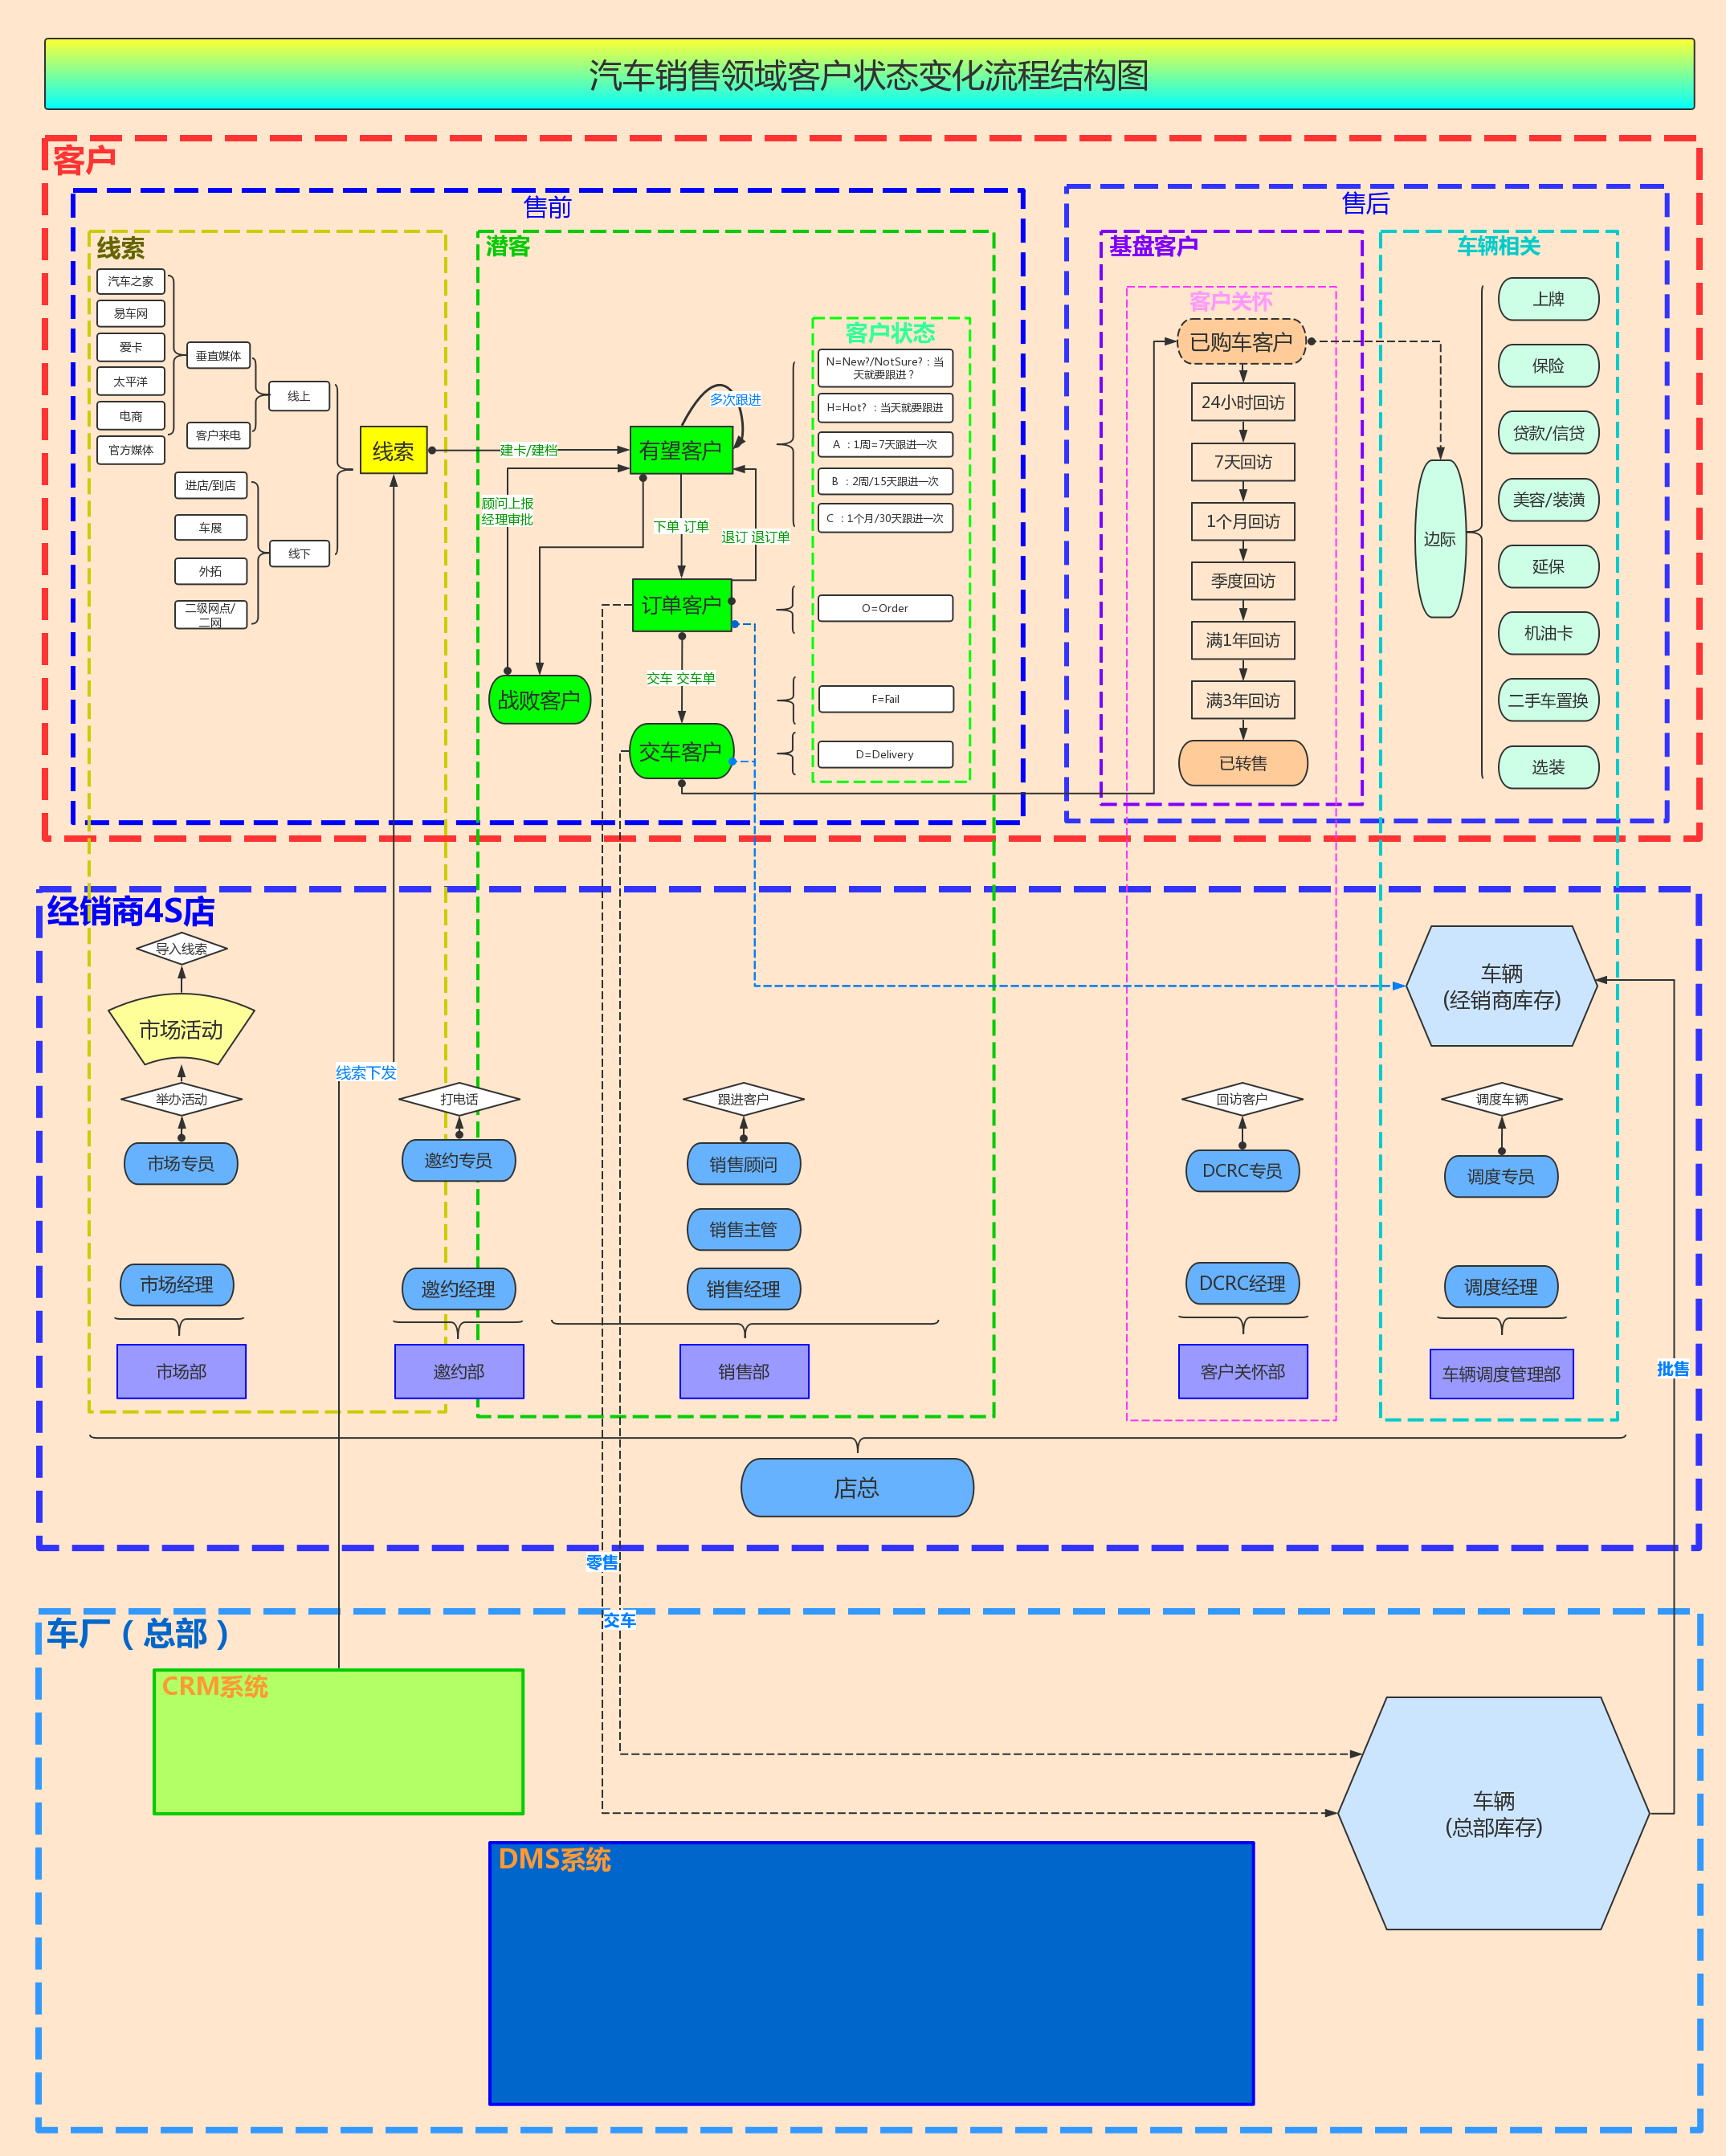 汽车销售领域客户状态变化流程结构图
客户
售前
售后
线索
汽车之家
易车网
爱卡
太平洋
电商
官方媒体
垂直媒体
客户来电
线上
进店/到店
车展
外拓
二级网点/
二网
线下
线索
潜客
建卡/建档
多次跟进
有望客户
顾问上报
经理审批
下单 订单
退订 退订单
订单客户
交车 交车单
战败客户
交车客户
客户状态
N=New?/NotSure?：当
天就要跟进？
H=Hot? ：当天就要跟进
A ：1周=7天跟进一次
B ：2周/15天跟进一次
C ：1个月/30天跟进一次
O=Order
F=Fail
D=Delivery
基盘客户
客户关怀
已购车客户
24小时回访
7天回访
1个月回访
季度回访
满1年回访
满3年回访
已转售
车辆相关
边际
上牌
保险
贷款/信贷
美容/装潢
延保
机油卡
二手车置换
选装
经销商4S店
导入线索
市场活动
举办活动
市场专员
市场经理
市场部
线索下发
打电话
邀约专员
邀约经理
邀约部
跟进客户
销售顾问
销售主管
销售经理
销售部
回访客户
DCRC专员
DCRC经理
客户关怀部
车辆
(经销商库存)
调度车辆
调度专员
调度经理
车辆调度管理部
批售
店总
零售
交车
车厂（总部）
CRM系统
DMS系统
车辆
(总部库存)